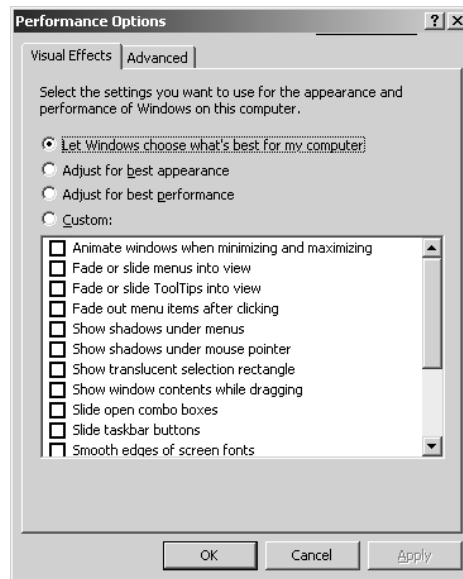 Performance Options
Visual Effects Advanced
Select the settings you want to use for the appearance and
performance of Windows on this computer.
Let Windows choose what's best for my computer
Adjust for best appearance
Adjust for best performance
Custom:
Animate windows when minimizing and maximizing
Fade or slide menus into view
Fade or slide ToolTips into view
Fade out menu items after clicking
Show shadows under menus
Show shadows under mouse pointer
Show translucent selection rectangle
Show window contents while dragging
Slide open combo boxes
Slide taskbar buttons
Smooth edges of screen fonts
OK Cancel Apply